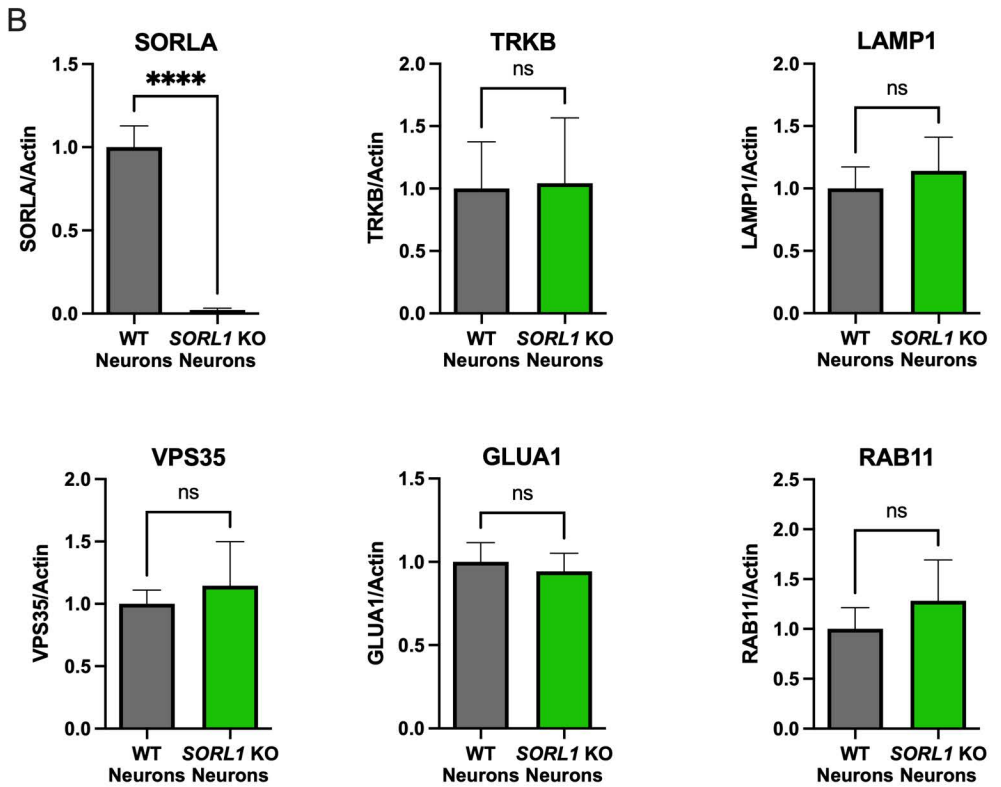 B
SORLA
1.5
1.0
0.5
0.0
SORLA/Actin
****
WT
Neurons
SORL1 KO
Neurons
TRKB
2.0
1.5
1.0
0.5
0.0
TRKB/Actin
ns
WT
Neurons
SORL1 KO
Neurons
LAMP1
2.0
1.5
1.0
0.5
0.0
LAMP1/Actin
ns
WT
Neurons
SORL1 KO
Neurons
VPS35
2.0
1.5
1.0
0.5
0.0
VPS35/Actin
ns
WT
Neurons
SORL1 KO
Neurons
GLUA1
1.5
1.0
0.5
0.0
GLUA1/Actin
ns
WT
Neurons
SORL1 KO
Neurons
RAB11
2.5
2.0
1.5
1.0
0.5
0.0
RAB11/Actin
ns
WT
Neurons
SORL1 KO
Neurons